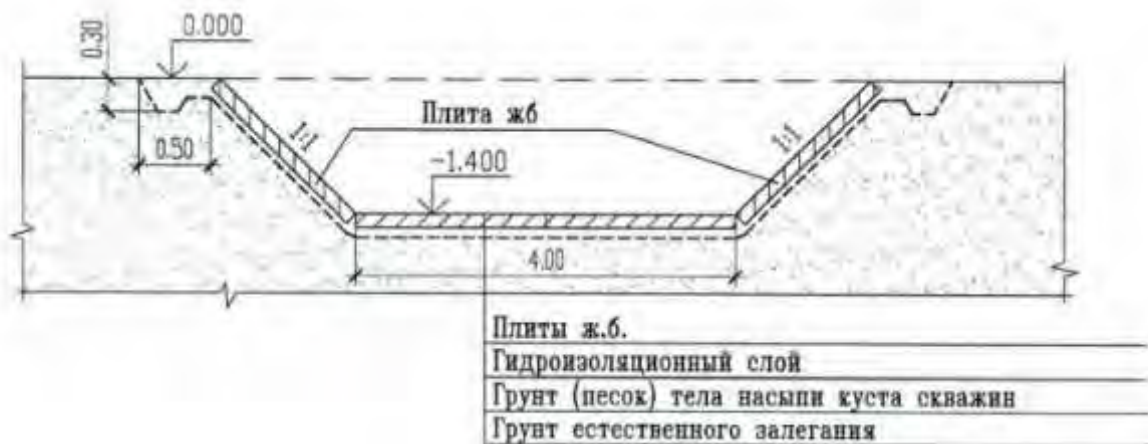 0.000
0.30
Плита жб
1:1
1:1
0.50
-1.400
4.00
Плиты ж.б.
Гидроизоляционный слой
Грунт (песок) тела насыпи куста скважин
Грунт естественного залегания